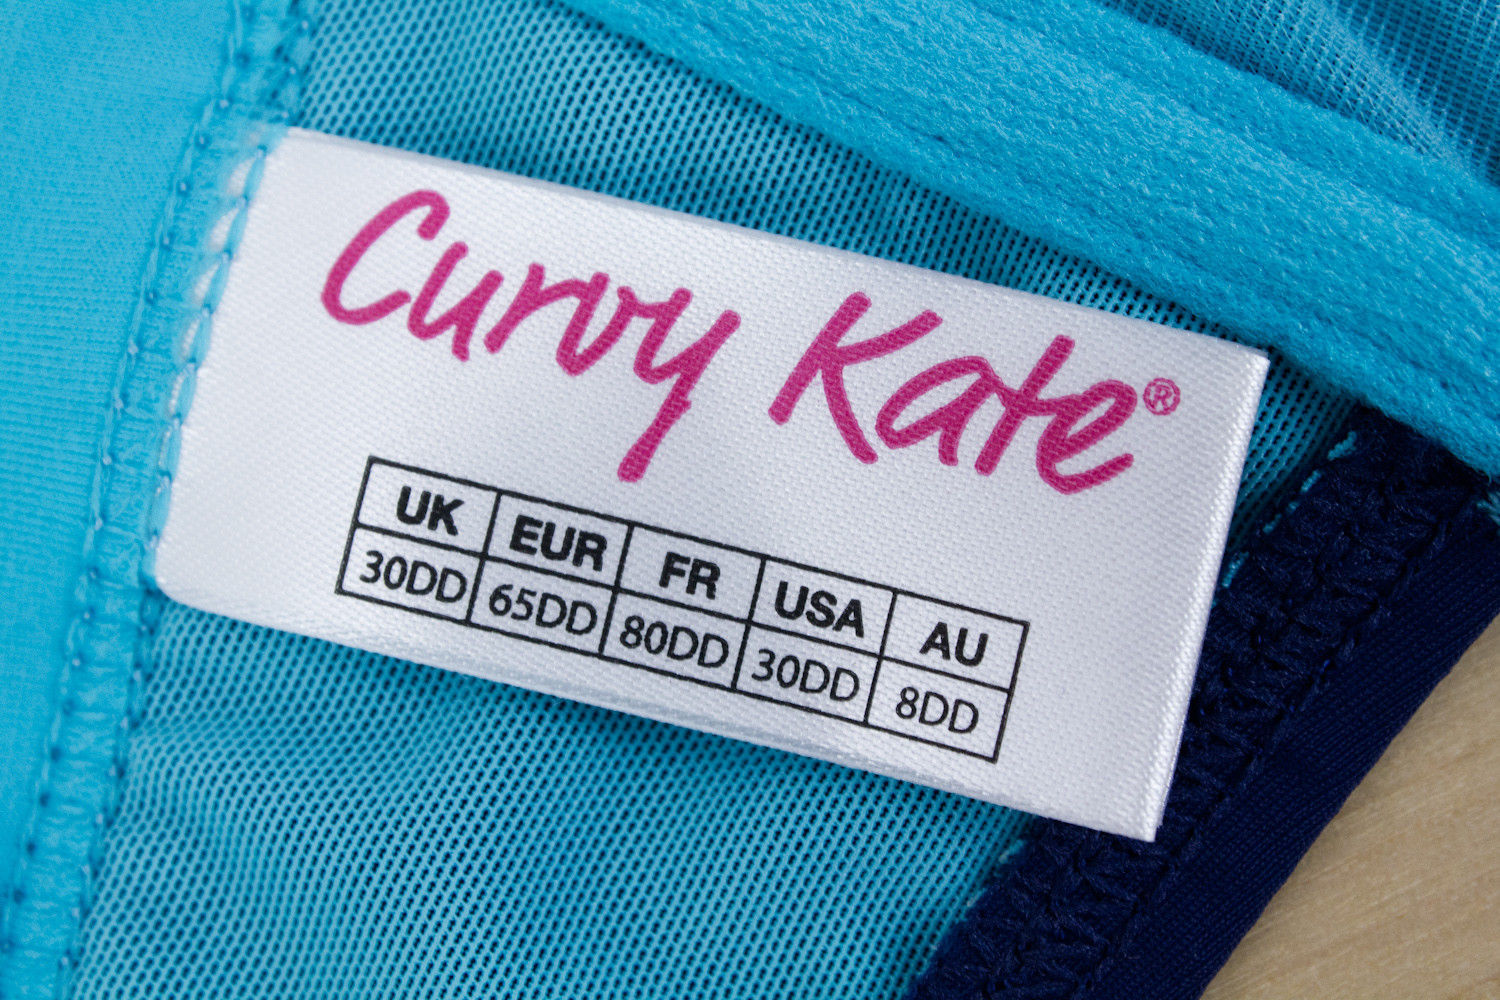 Curvy Kate®
UK EUR FR USA AU
30DD 65DD 80DD 30DD 8DD